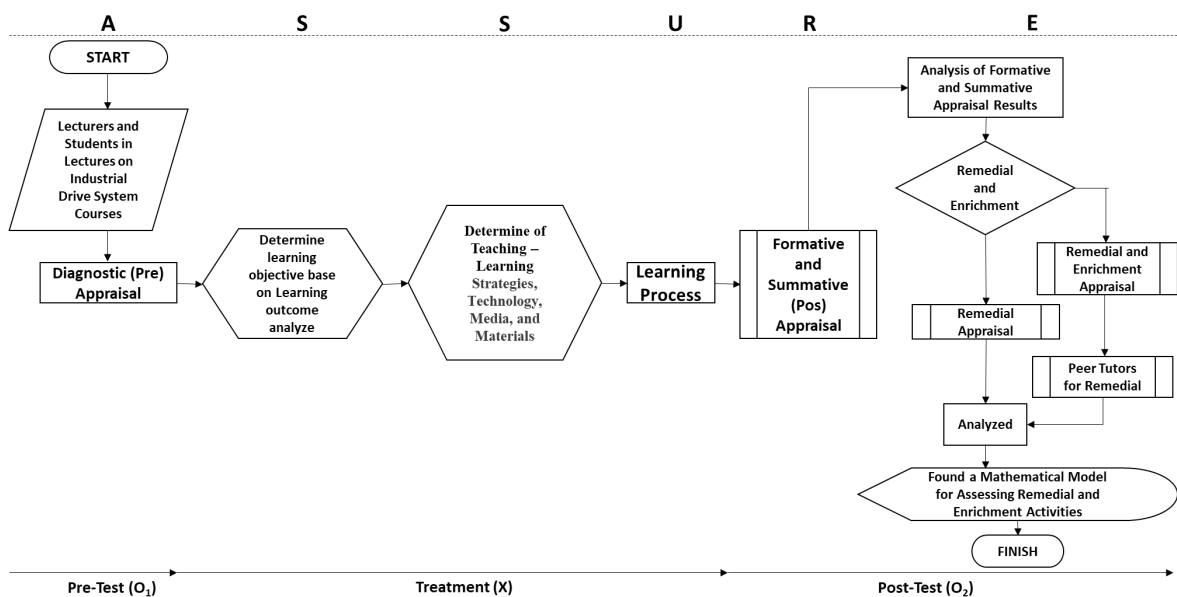 A S S U R E
START
Lecturers and
Students in
Lectures on
Industrial
Drive System
Courses
Diagnostic (Pre)
Appraisal
Determine
learning
objective base
on Learning
outcome
analyze
Determine of
Teaching –
Learning
Strategies,
Technology,
Media, and
Materials
Learning
Process
Formative
and
Summative
(Pos)
Appraisal
Analysis of Formative
and Summative
Appraisal Results
Remedial
and
Enrichment
Remedial and
Enrichment
Appraisal
Remedial
Appraisal
Peer Tutors
for Remedial
Analyzed
Found a Mathematical Model
for Assessing Remedial and
Enrichment Activities
FINISH
Pre-Test (O₁)
Treatment (X)
Post-Test (O₂)